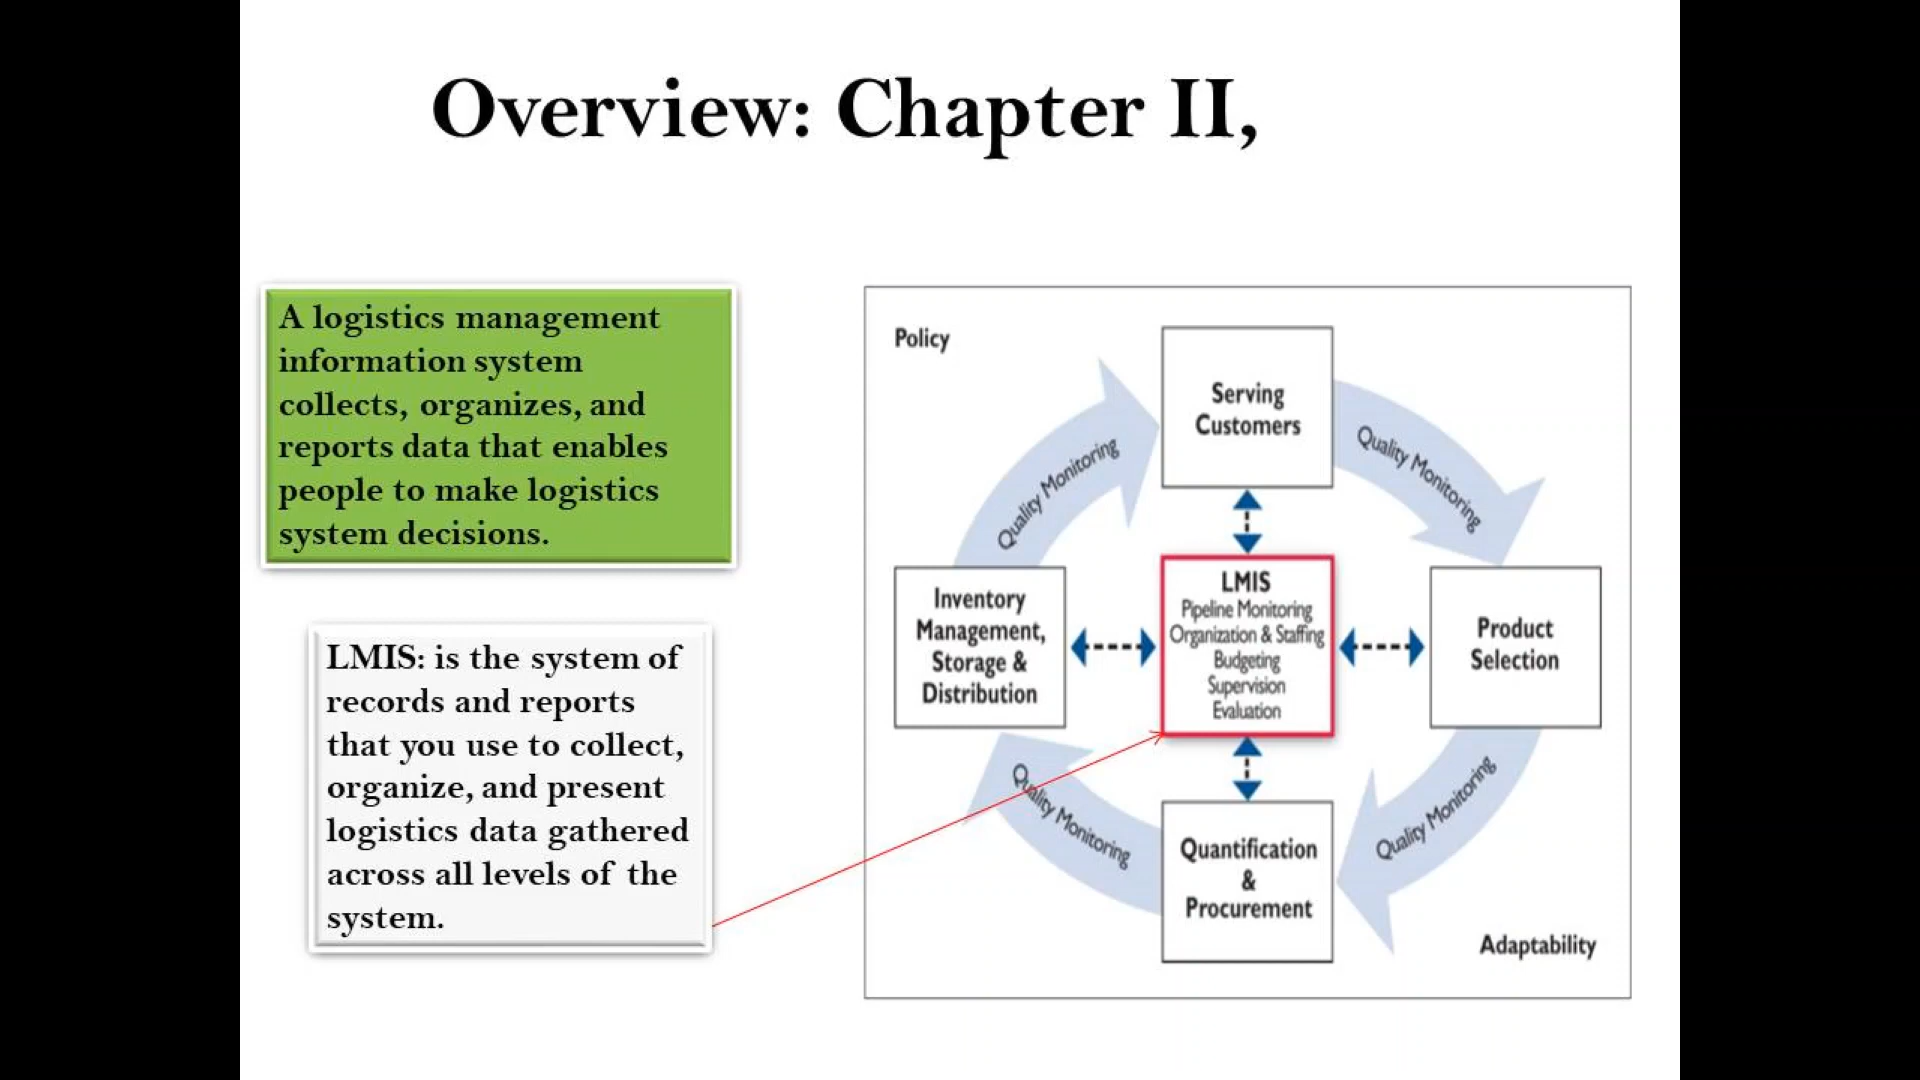 Overview: Chapter II,
A logistics management
information system
collects, organizes, and
reports data that enables
people to make logistics
system decisions.
LMIS: is the system of
records and reports
that you use to collect,
organize, and present
logistics data gathered
across all levels of the
system.
Policy
Serving
Customers
Quality Monitoring
Quality Monitoring
Inventory
Management,
Storage &
Distribution
LMIS
Pipeline Monitoring
Organization & Staffing
Budgeting
Supervision
Evaluation
Product
Selection
Quality Monitoring
Quality Monitoring
Quantification
&
Procurement
Adaptability